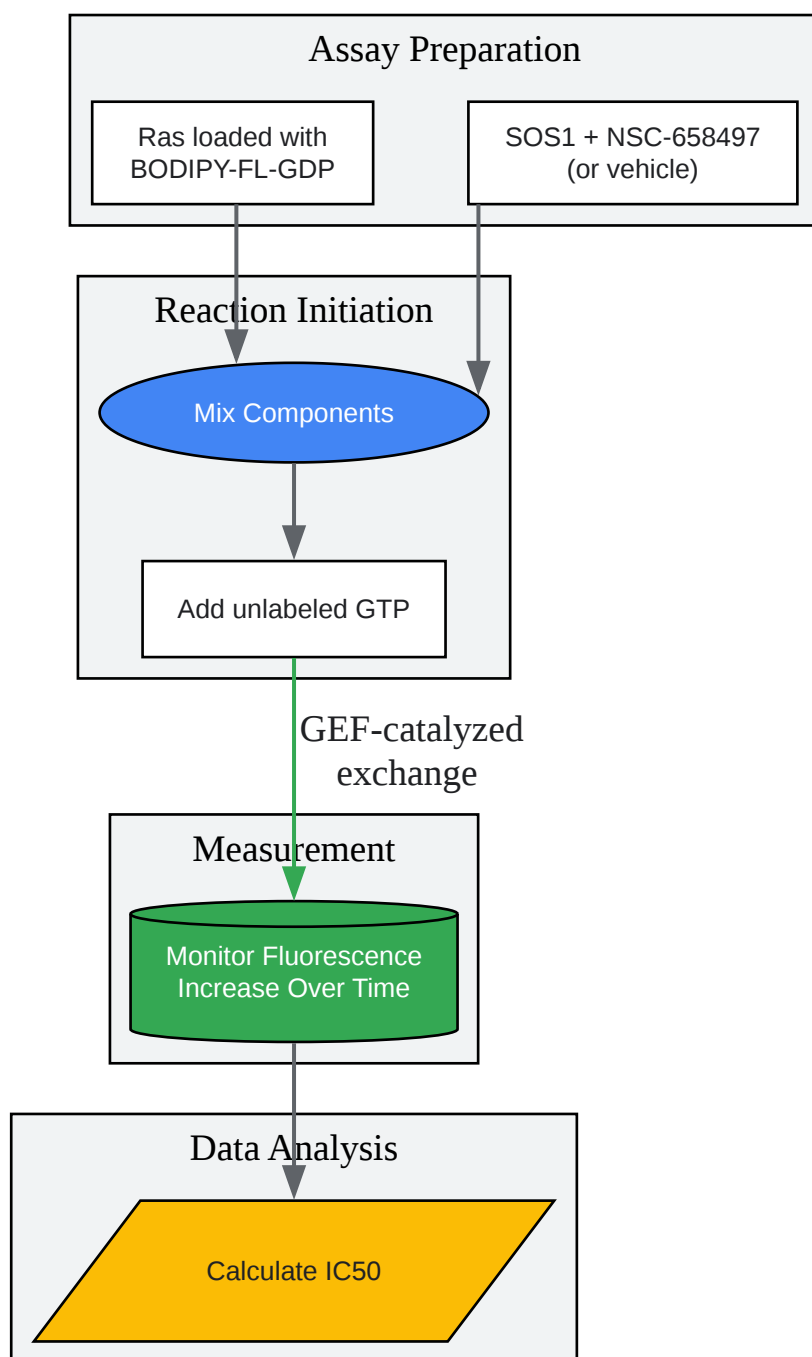 Assay Preparation
Ras loaded with
BODIPY-FL-GDP
SOS1 + NSC-658497
(or vehicle)
Reaction Initiation
Mix Components
Add unlabeled GTP
GEF-catalyzed
exchange
Measurement
Monitor Fluorescence
Increase Over Time
Data Analysis
Calculate IC50